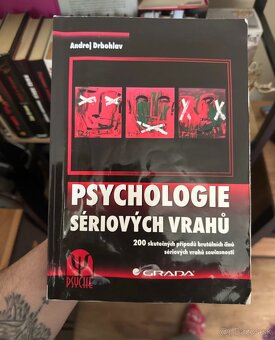 Andrej Drbohlav
PSYCHOLOGIE
SÉRIOVÝCH VRAHŮ
200 skutečných případů brutálních činů
sériových vrahů současnosti
PSYCHE
GRADA